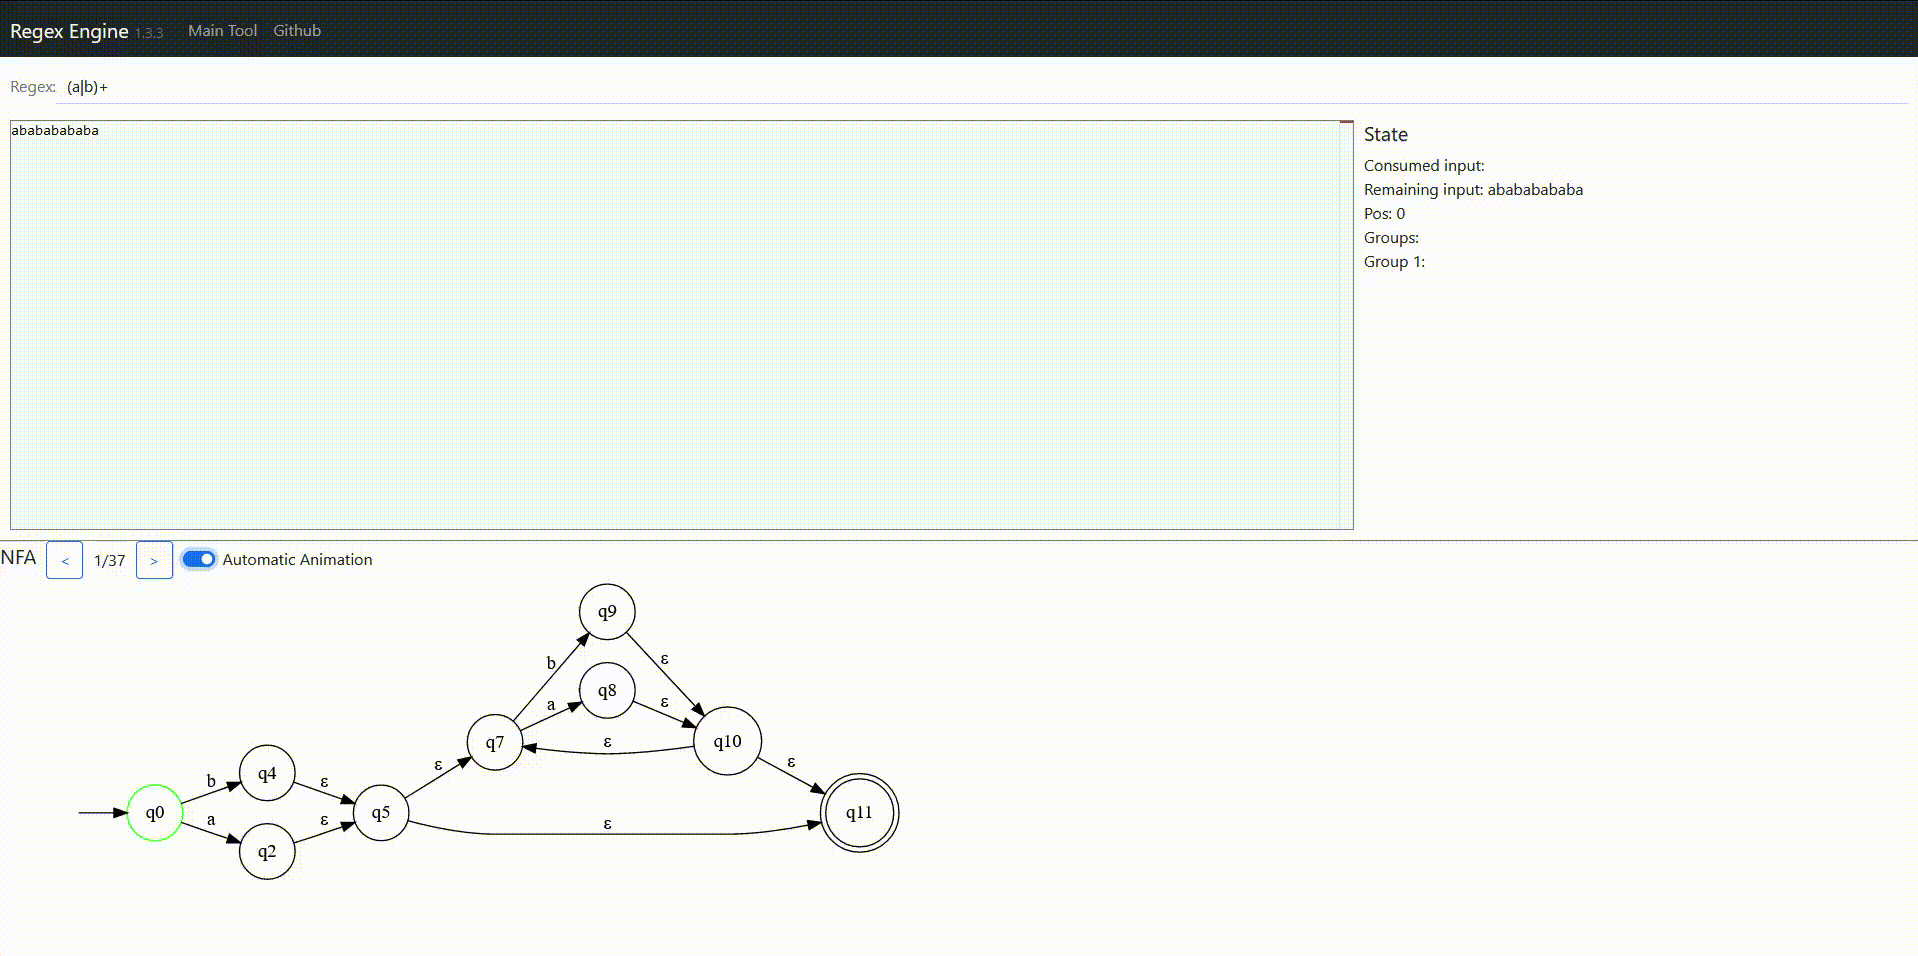 Regex Engine 1.3.3 Main Tool Github
Regex: (a|b)+
abababababa
State
Consumed input:
Remaining input: abababababa
Pos: 0
Groups:
Group 1:
NFA < 1/37 > Automatic Animation
q9
b ε
q8
a ε
q7 ε q10
ε ε
q4
b ε
q0 q5 q11
a ε ε
q2